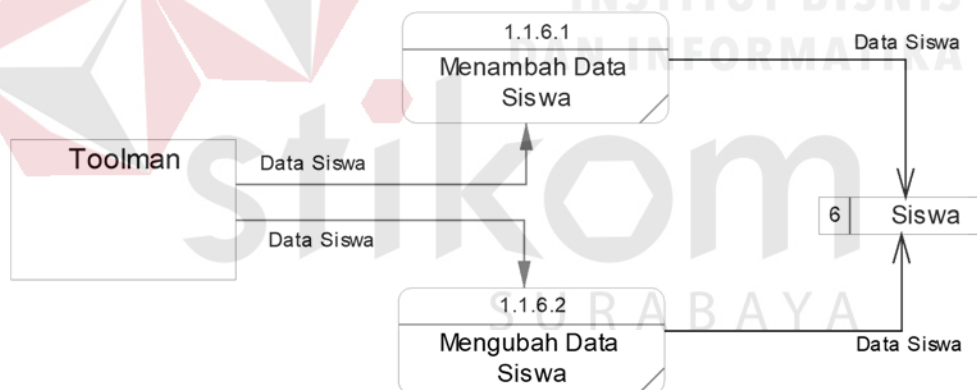 INSTITUT BISNIS
DAN INFORMATIKA
stikom
SURABAYA
1.1.6.1
Menambah Data
Siswa
Data Siswa
Toolman
Data Siswa
Data Siswa
6 Siswa
1.1.6.2
Mengubah Data
Siswa
Data Siswa